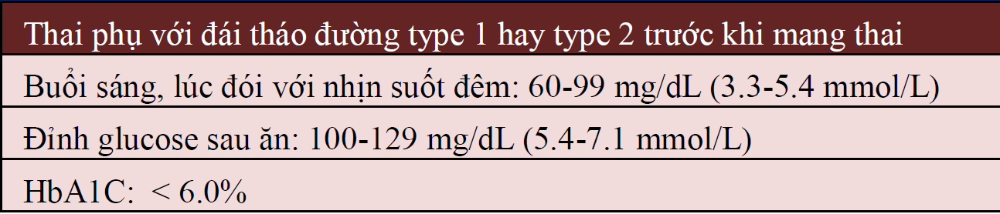 Thai phụ với đái tháo đường type 1 hay type 2 trước khi mang thai
Buổi sáng, lúc đói với nhịn suốt đêm: 60-99 mg/dL (3.3-5.4 mmol/L)
Đỉnh glucose sau ăn: 100-129 mg/dL (5.4-7.1 mmol/L)
HbA1C: < 6.0%